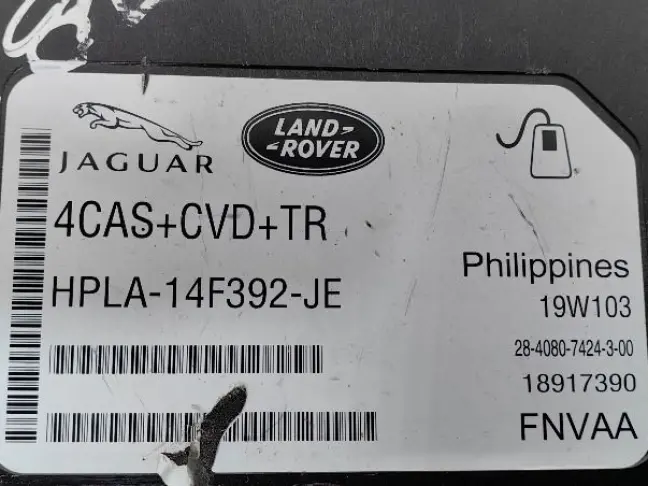 JAGUAR
LAND-
-ROVER
4CAS+CVD+TR
HPLA-14F392-JE
Philippines
19W103
28-4080-7424-3-00
18917390
FNVAA